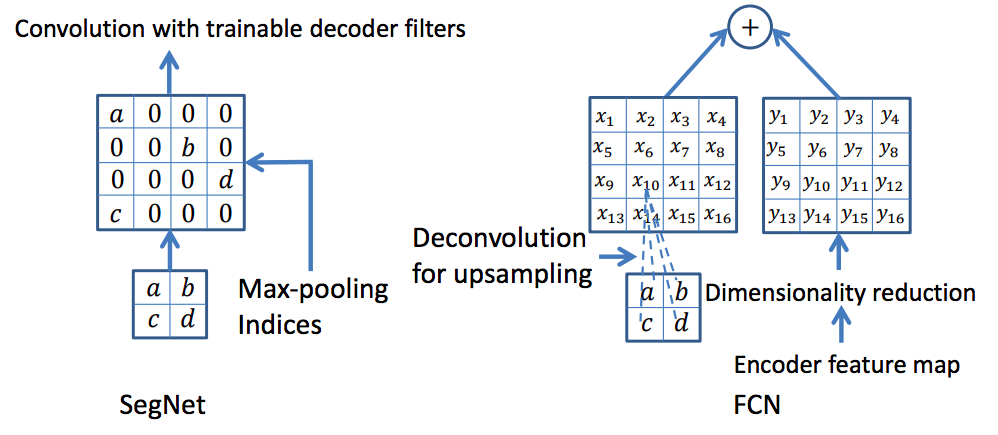 Convolution with trainable decoder filters
a 0 0 0
0 0 b 0
0 0 0 d
c 0 0 0
a b
c d
Max-pooling
Indices
SegNet
+
x1 x2 x3 x4
x5 x6 x7 x8
x9 x10 x11 x12
x13 x14 x15 x16
y1 y2 y3 y4
y5 y6 y7 y8
y9 y10 y11 y12
y13 y14 y15 y16
Deconvolution
for upsampling
a b
c d
Dimensionality reduction
Encoder feature map
FCN